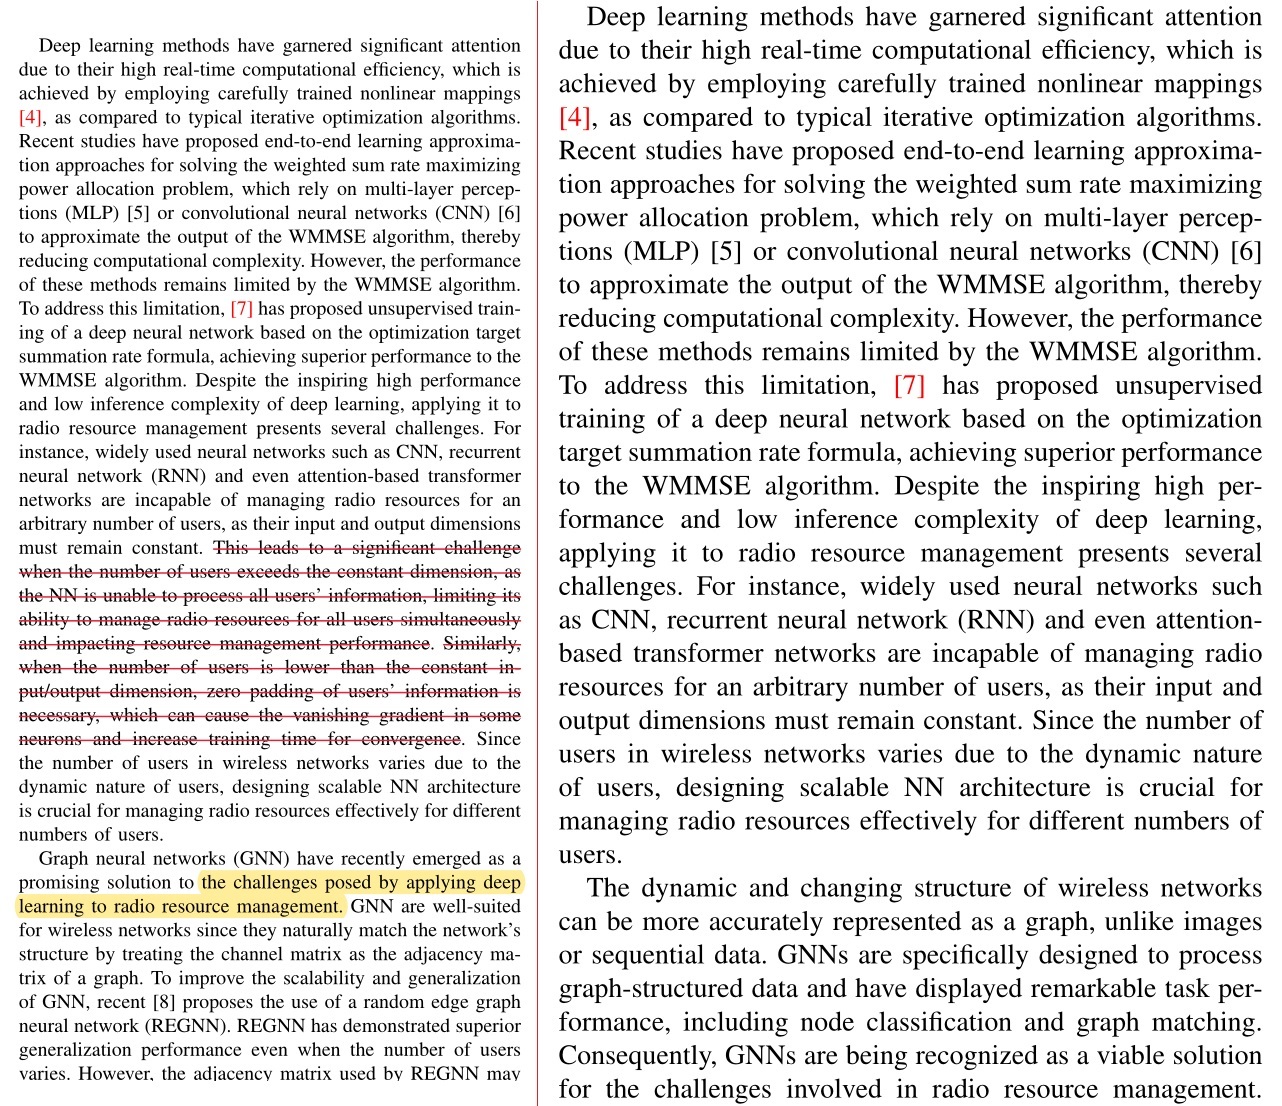 Deep learning methods have garnered significant attention
due to their high real-time computational efficiency, which is
achieved by employing carefully trained nonlinear mappings
[4], as compared to typical iterative optimization algorithms.
Recent studies have proposed end-to-end learning approxima-
tion approaches for solving the weighted sum rate maximizing
power allocation problem, which rely on multi-layer percep-
tions (MLP) [5] or convolutional neural networks (CNN) [6]
to approximate the output of the WMMSE algorithm, thereby
reducing computational complexity. However, the performance
of these methods remains limited by the WMMSE algorithm.
To address this limitation, [7] has proposed unsupervised train-
ing of a deep neural network based on the optimization target
summation rate formula, achieving superior performance to the
WMMSE algorithm. Despite the inspiring high performance
and low inference complexity of deep learning, applying it to
radio resource management presents several challenges. For
instance, widely used neural networks such as CNN, recurrent
neural network (RNN) and even attention-based transformer
networks are incapable of managing radio resources for an
arbitrary number of users, as their input and output dimensions
must remain constant. This leads to a significant challenge
when the number of users exceeds the constant dimension, as
the NN is unable to process all users' information, limiting its
ability to manage radio resources for all users simultaneously
and impacting resource management performance. Similarly,
when the number of users is lower than the constant in-
put/output dimension, zero padding of users' information is
necessary, which can cause the vanishing gradient in some
neurons and increase training time for convergence. Since
the number of users in wireless networks varies due to the
dynamic nature of users, designing scalable NN architecture
is crucial for managing radio resources effectively for different
numbers of users.
Graph neural networks (GNN) have recently emerged as a
promising solution to the challenges posed by applying deep
learning to radio resource management. GNN are well-suited
for wireless networks since they naturally match the network's
structure by treating the channel matrix as the adjacency ma-
trix of a graph. To improve the scalability and generalization
of GNN, recent [8] proposes the use of a random edge graph
neural network (REGNN). REGNN has demonstrated superior
generalization performance even when the number of users
varies. However, the adjacency matrix used by REGNN may
Deep learning methods have garnered significant attention
due to their high real-time computational efficiency, which is
achieved by employing carefully trained nonlinear mappings
[4], as compared to typical iterative optimization algorithms.
Recent studies have proposed end-to-end learning approxima-
tion approaches for solving the weighted sum rate maximizing
power allocation problem, which rely on multi-layer percep-
tions (MLP) [5] or convolutional neural networks (CNN) [6]
to approximate the output of the WMMSE algorithm, thereby
reducing computational complexity. However, the performance
of these methods remains limited by the WMMSE algorithm.
To address this limitation, [7] has proposed unsupervised
training of a deep neural network based on the optimization
target summation rate formula, achieving superior performance
to the WMMSE algorithm. Despite the inspiring high per-
formance and low inference complexity of deep learning,
applying it to radio resource management presents several
challenges. For instance, widely used neural networks such
as CNN, recurrent neural network (RNN) and even attention-
based transformer networks are incapable of managing radio
resources for an arbitrary number of users, as their input and
output dimensions must remain constant. Since the number of
users in wireless networks varies due to the dynamic nature
of users, designing scalable NN architecture is crucial for
managing radio resources effectively for different numbers of
users.
The dynamic and changing structure of wireless networks
can be more accurately represented as a graph, unlike images
or sequential data. GNNs are specifically designed to process
graph-structured data and have displayed remarkable task per-
formance, including node classification and graph matching.
Consequently, GNNs are being recognized as a viable solution
for the challenges involved in radio resource management.